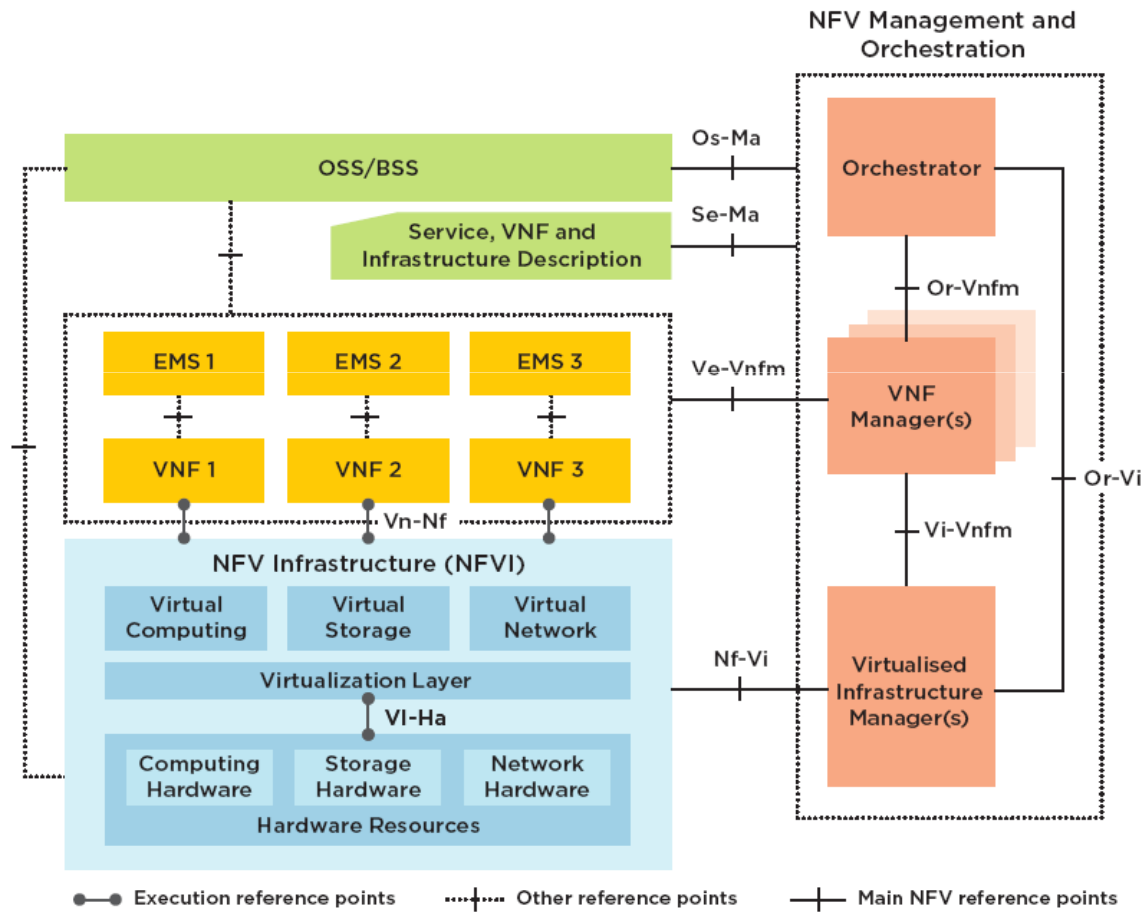 NFV Management and
Orchestration
Os-Ma
OSS/BSS
Orchestrator
Se-Ma
Service, VNF and
Infrastructure Description
Or-Vnfm
EMS 1
EMS 2
EMS 3
Ve-Vnfm
VNF
Manager(s)
VNF 1
VNF 2
VNF 3
Or-Vi
Vn-Nf
Vi-Vnfm
NFV Infrastructure (NFVI)
Virtual
Computing
Virtual
Storage
Virtual
Network
Nf-Vi
Virtualised
Infrastructure
Manager(s)
Virtualization Layer
VI-Ha
Computing
Hardware
Storage
Hardware
Network
Hardware
Hardware Resources
Execution reference points
Other reference points
Main NFV reference points